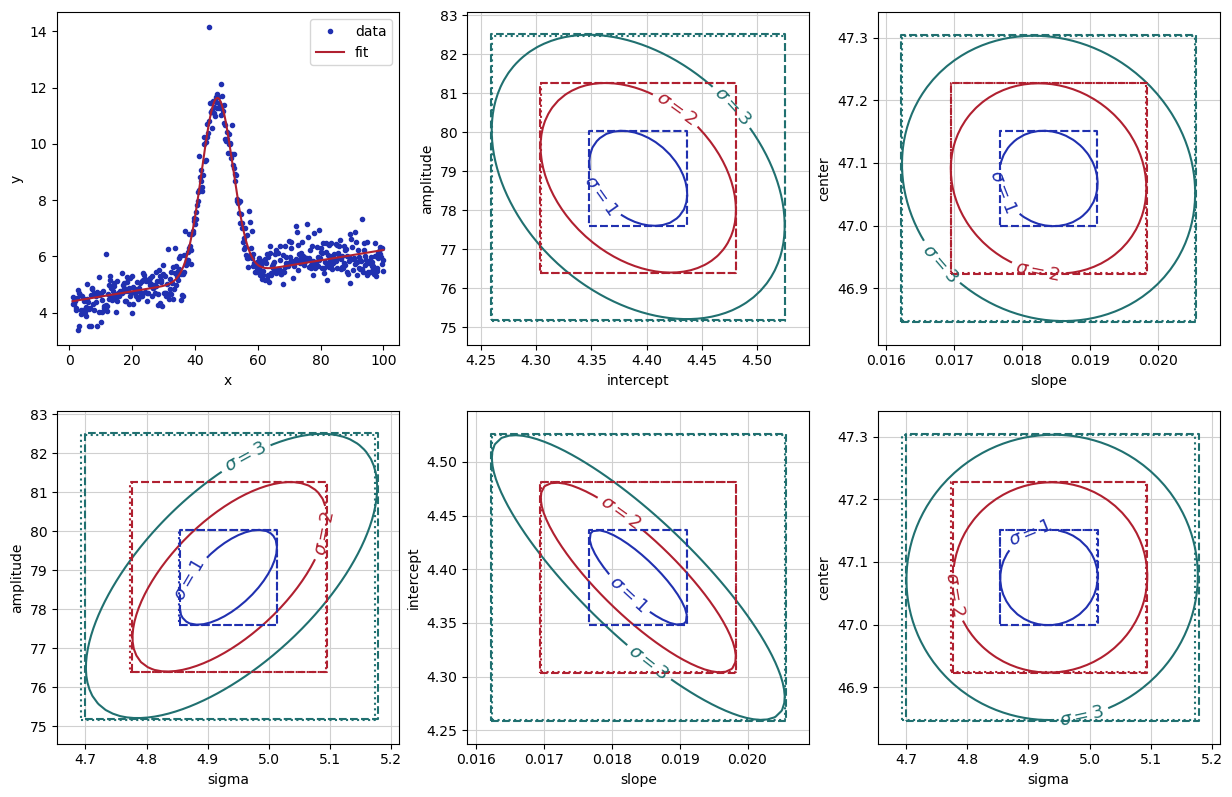 14
12
10
8
6
4
0
20
40
60
80
100
x
y
data
fit
83
82
81
80
79
78
77
76
75
4.25
4.30
4.35
4.40
4.45
4.50
intercept
amplitude
σ = 1
σ = 2
σ = 3
47.3
47.2
47.1
47.0
46.9
0.016
0.017
0.018
0.019
0.020
slope
center
σ = 1
σ = 2
σ = 3
83
82
81
80
79
78
77
76
75
4.7
4.8
4.9
5.0
5.1
5.2
sigma
amplitude
σ = 1
σ = 2
σ = 3
4.50
4.45
4.40
4.35
4.30
4.25
0.016
0.017
0.018
0.019
0.020
slope
intercept
σ = 1
σ = 2
σ = 3
47.3
47.2
47.1
47.0
46.9
4.7
4.8
4.9
5.0
5.1
5.2
sigma
center
σ = 1
σ = 2
σ = 3